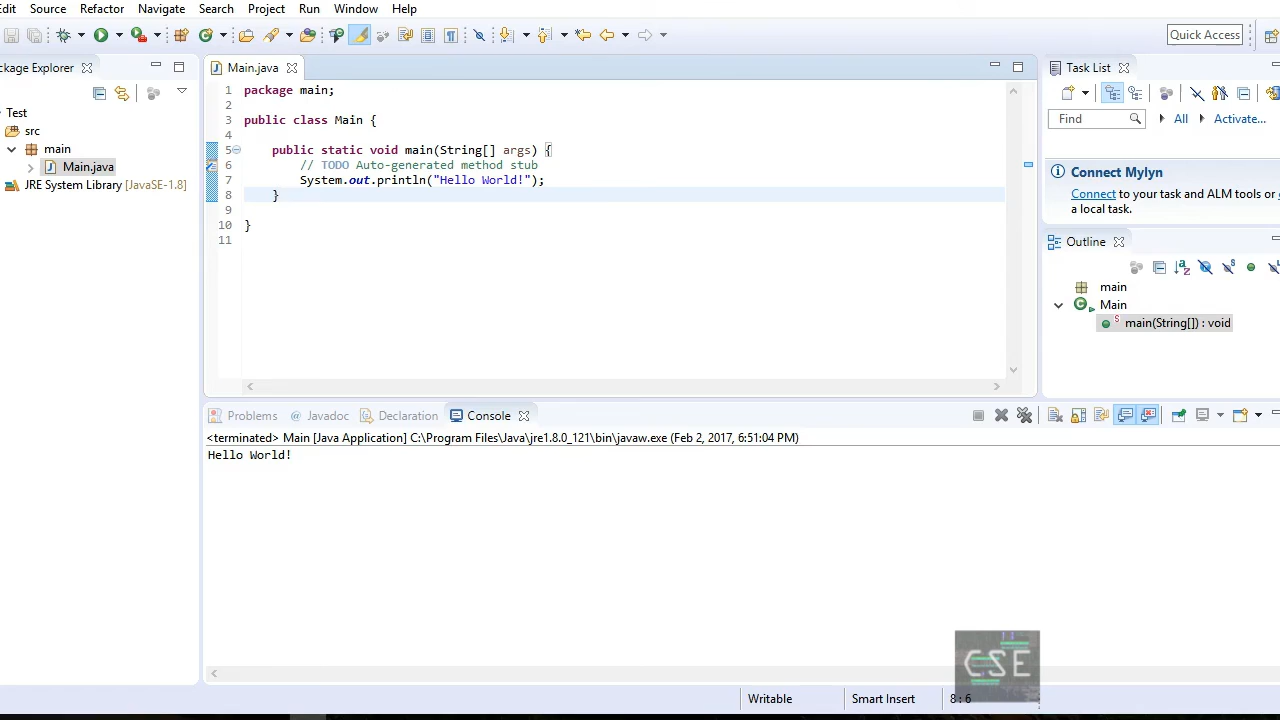 Edit Source Refactor Navigate Search Project Run Window Help
Quick Access
Package Explorer
Test
src
main
Main.java
JRE System Library [JavaSE-1.8]
Main.java
1 package main;
2
3 public class Main {
4
5 public static void main(String[] args) {
6 // TODO Auto-generated method stub
7 System.out.println("Hello World!");
8 }
9
10 }
11
Task List
Find All Activate...
Connect Mylyn
Connect to your task and ALM tools or
a local task.
Outline
main
Main
main(String[]) : void
Problems Javadoc Declaration Console
<terminated> Main [Java Application] C:\Program Files\Java\jre1.8.0_121\bin\javaw.exe (Feb 2, 2017, 6:51:04 PM)
Hello World!
CSE
Writable Smart Insert 8 : 6